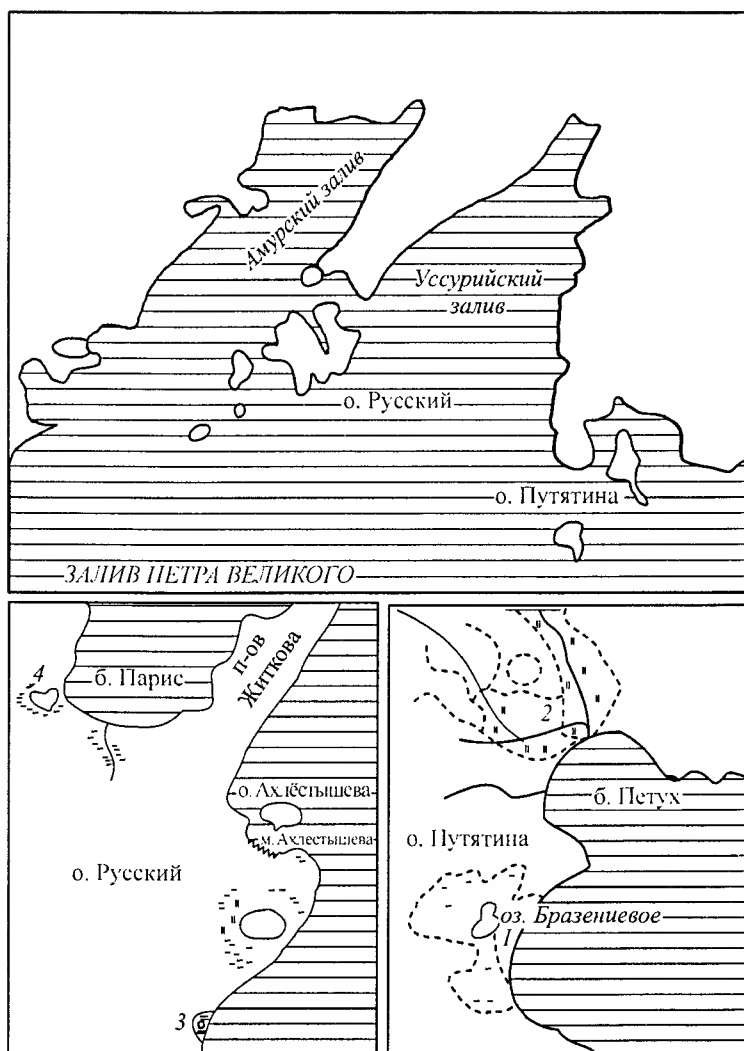 Амурский залив
Уссурийский
залив
о. Русский
о. Путятина
ЗАЛИВ ПЕТРА ВЕЛИКОГО
4
б. Парис
п-ов
Житкова
о. Ахлёстышева
м. Ахлестышева
о. Русский
3
2
б. Петух
о. Путятина
оз. Бразениевое
1